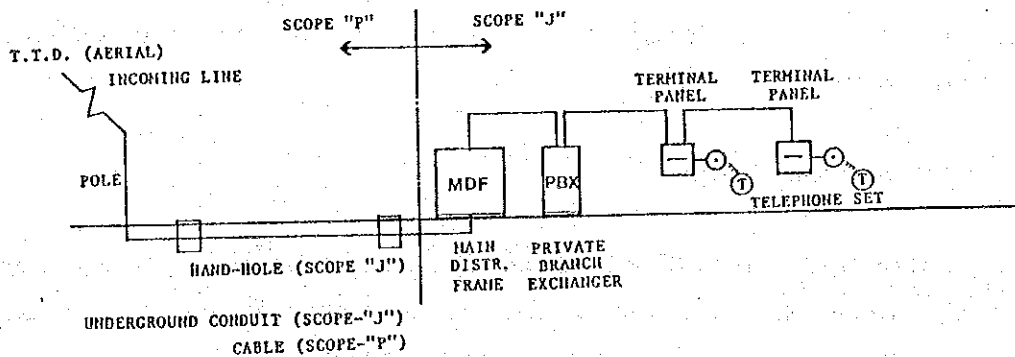 SCOPE "P"
SCOPE "J"
T.T.D. (AERIAL)
INCOMING LINE
TERMINAL
PANEL
TERMINAL
PANEL
POLE
MDF
PBX
T
T
TELEPHONE SET
HAND-HOLE (SCOPE "J")
MAIN
DISTR.
FRAME
PRIVATE
BRANCH
EXCHANGER
UNDERGROUND CONDUIT (SCOPE-"J")
CABLE (SCOPE-"P")